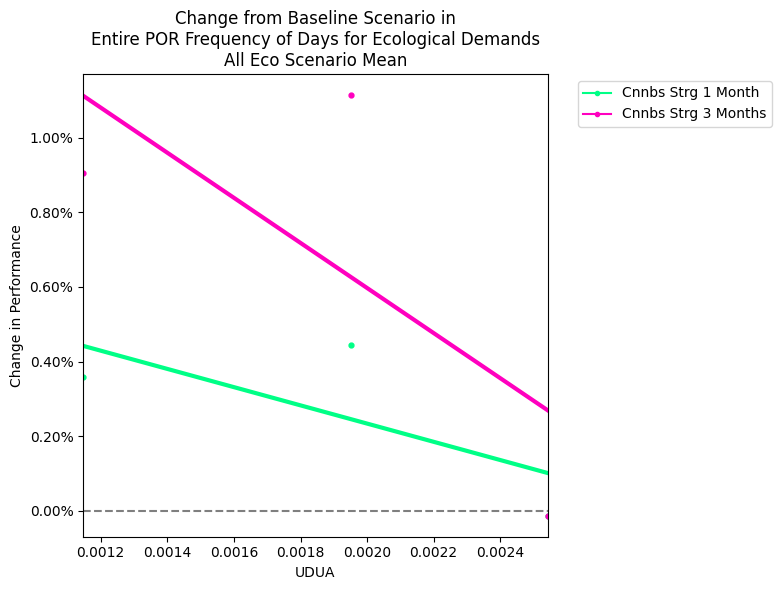 Change from Baseline Scenario in
Entire POR Frequency of Days for Ecological Demands
All Eco Scenario Mean
Cnnbs Strg 1 Month
Cnnbs Strg 3 Months
Change in Performance
1.00%
0.80%
0.60%
0.40%
0.20%
0.00%
0.0012 0.0014 0.0016 0.0018 0.0020 0.0022 0.0024
UDUA